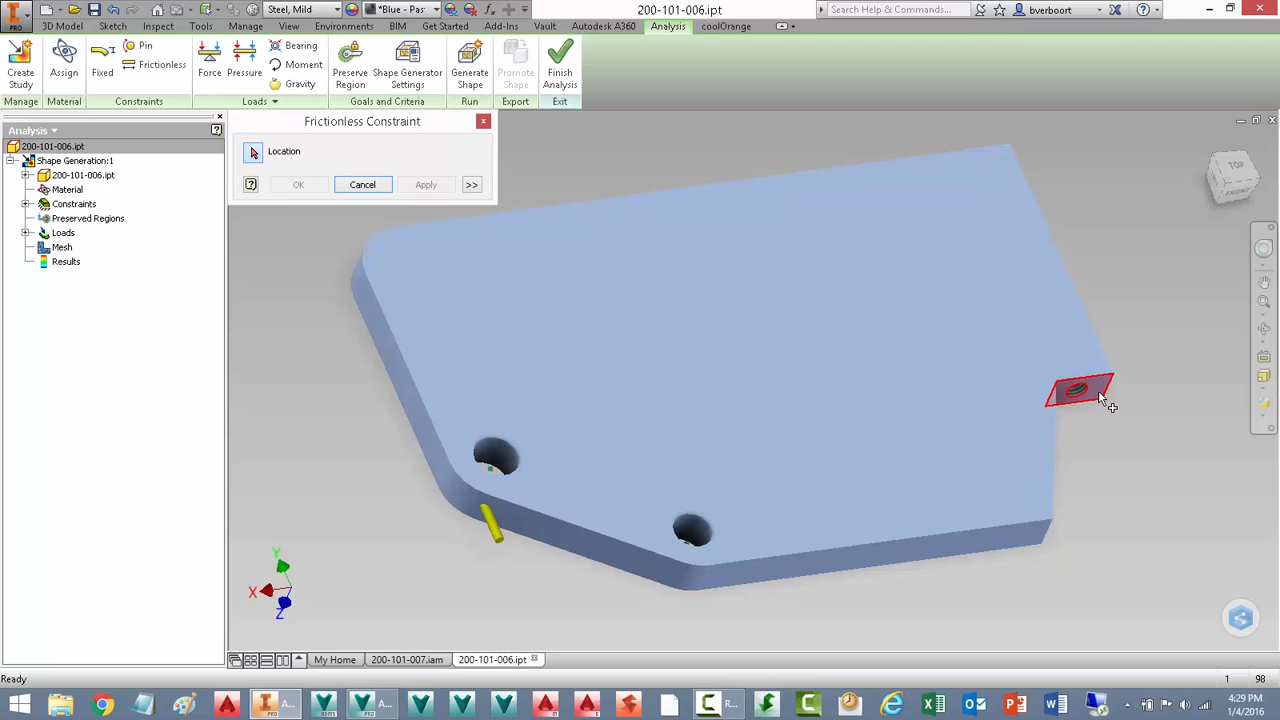 PRO
Steel, Mild
*Blue - Pas
200-101-006.ipt
Search Help & Commands...
bverboort
3D Model
Sketch
Inspect
Tools
Manage
View
Environments
BIM
Get Started
Add-Ins
Vault
Autodesk A360
Analysis
coolOrange
Create Study
Assign
Fixed
Pin
Frictionless
Force
Pressure
Bearing
Moment
Gravity
Preserve Region
Shape Generator Settings
Generate Shape
Promote Shape
Finish Analysis
Manage
Material
Constraints
Loads
Goals and Criteria
Run
Export
Exit
Analysis
200-101-006.ipt
Shape Generation:1
200-101-006.ipt
Material
Constraints
Preserved Regions
Loads
Mesh
Results
Frictionless Constraint
Location
OK
Cancel
Apply
>>
TOP
FRONT
Y
X
Z
My Home
200-101-007.iam
200-101-006.ipt
Ready
1
98
A...
A...
R...
4:29 PM
1/4/2016